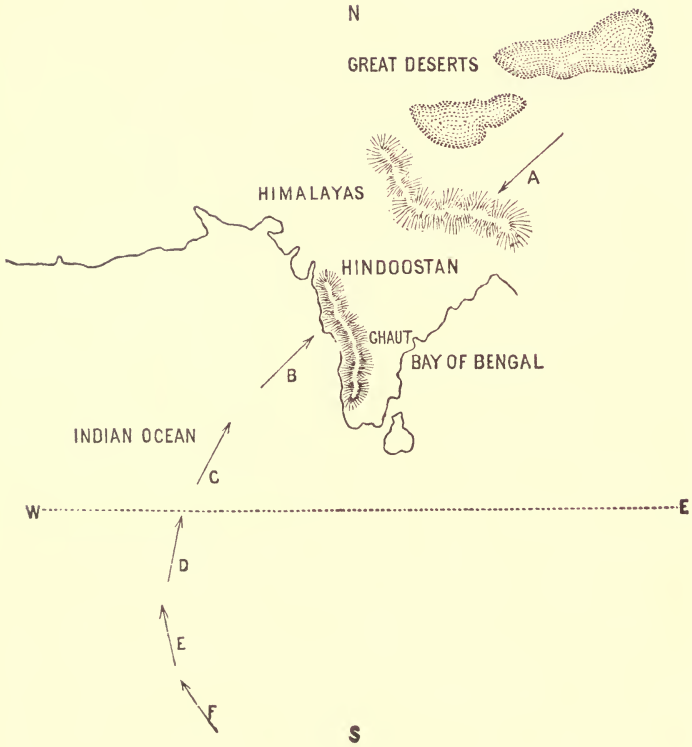 N
GREAT DESERTS
A
HIMALAYAS
HINDOOSTAN
GHAUT
BAY OF BENGAL
B
INDIAN OCEAN
C
W
E
D
E
F
S